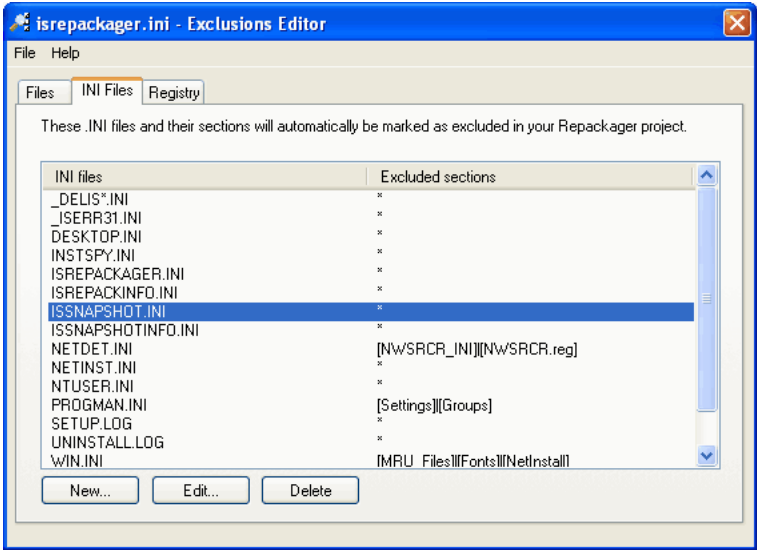 isrepackager.ini - Exclusions Editor
File Help
Files INI Files Registry
These .INI files and their sections will automatically be marked as excluded in your Repackager project.
INI files Excluded sections
_DELIS*.INI *
_ISERR31.INI *
DESKTOP.INI *
INSTSPY.INI *
ISREPACKAGER.INI *
ISREPACKINFO.INI *
ISSNAPSHOT.INI *
ISSNAPSHOTINFO.INI *
NETDET.INI [NWSRCR_INI]|[NWSRCR.reg]
NETINST.INI *
NTUSER.INI *
PROGMAN.INI [Settings]|[Groups]
SETUP.LOG *
UNINSTALL.LOG *
WIN.INI [MRU_Files]|[Fonts]|[NetInstall]
New... Edit... Delete